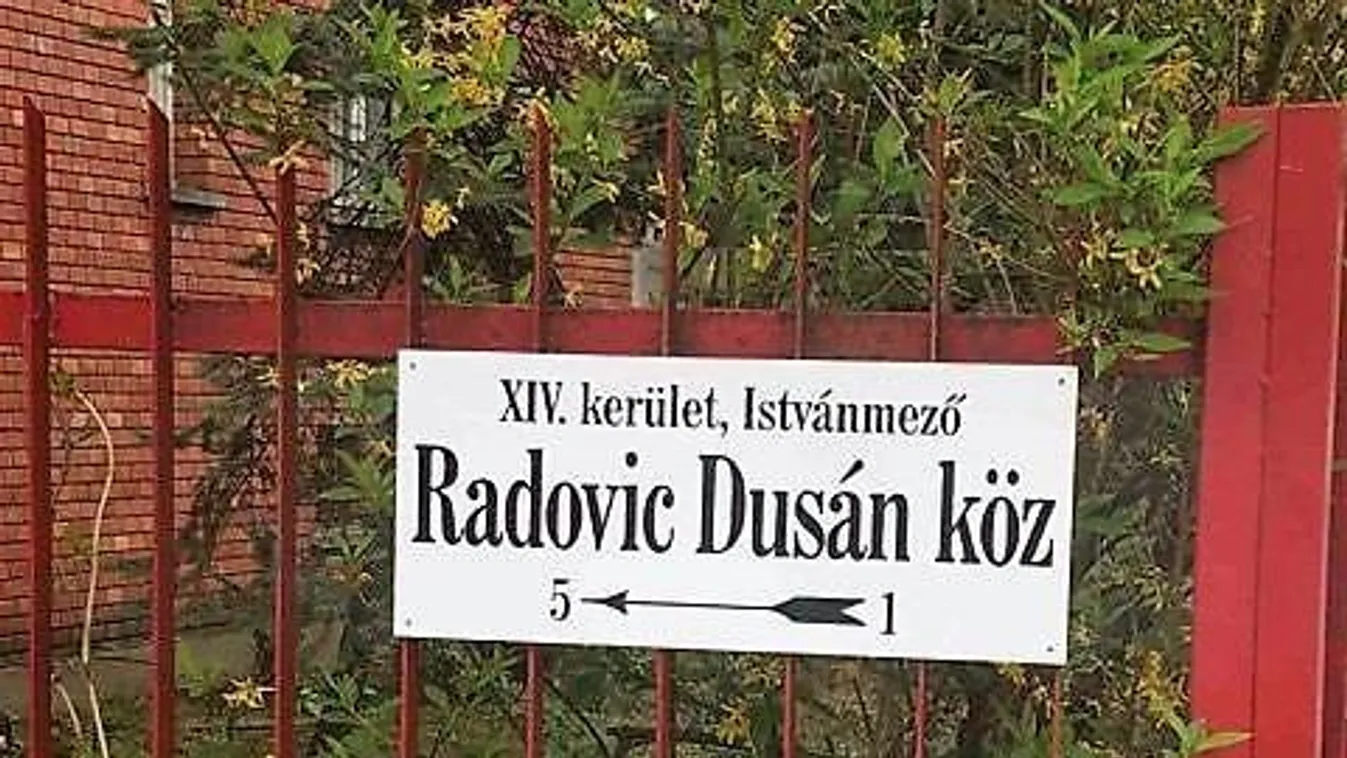 XIV. kerület, Istvánmező
Radovic Dusán köz
5 1